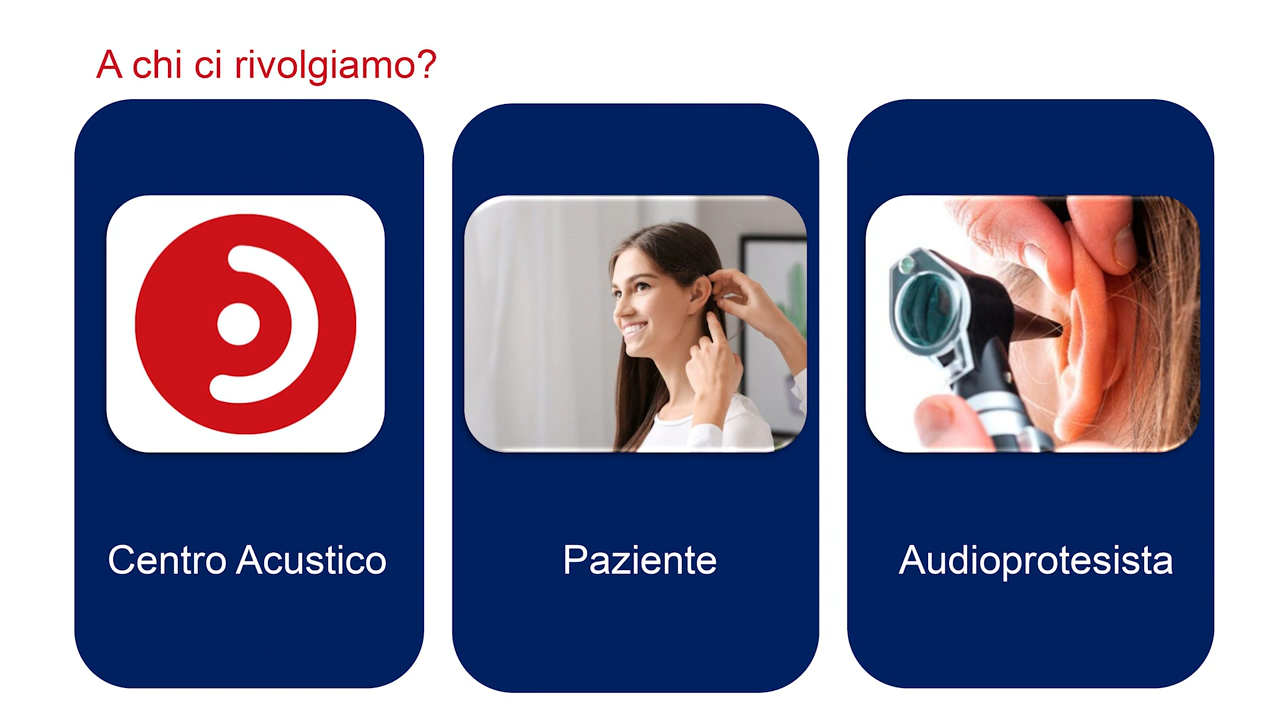 A chi ci rivolgiamo?
Centro Acustico
Paziente
Audioprotesista